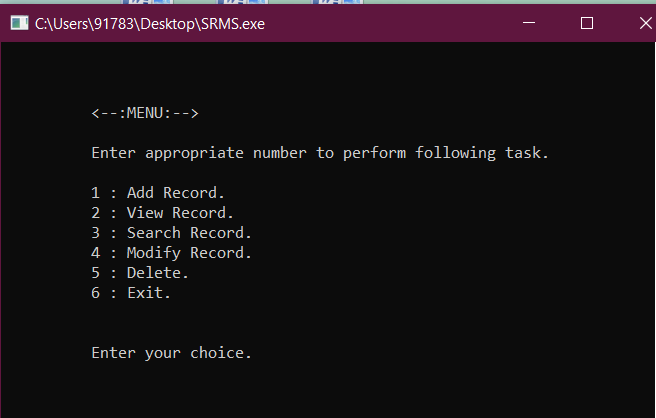 C:\Users\91783\Desktop\SRMS.exe
<--:MENU:-->
Enter appropriate number to perform following task.
1 : Add Record.
2 : View Record.
3 : Search Record.
4 : Modify Record.
5 : Delete.
6 : Exit.
Enter your choice.